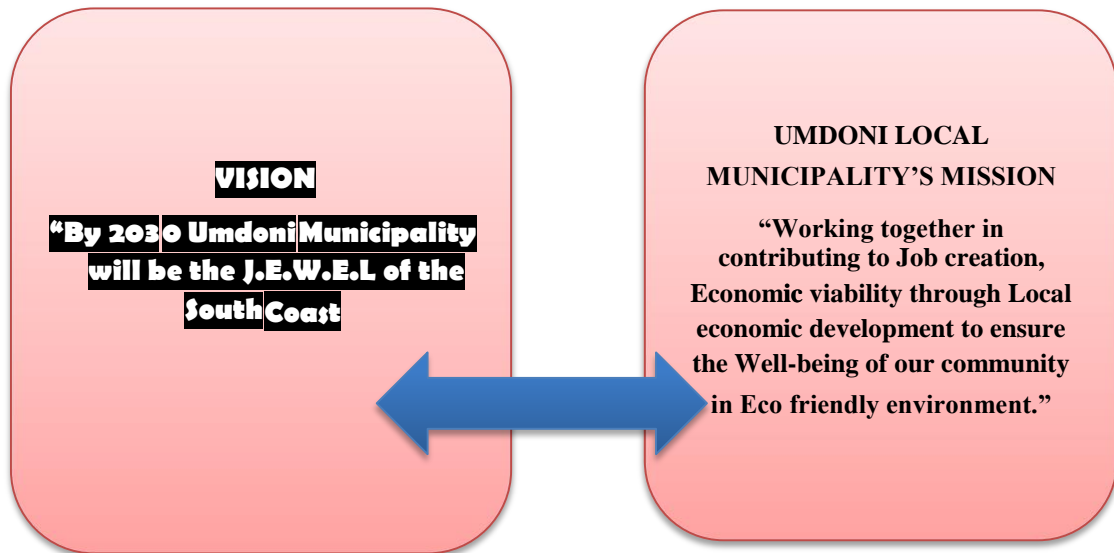 VISION
“By 2030 Umdoni Municipality
will be the J.E.W.E.L of the
South Coast
UMDONI LOCAL
MUNICIPALITY’S MISSION
“Working together in
contributing to Job creation,
Economic viability through Local
economic development to ensure
the Well-being of our community
in Eco friendly environment.”